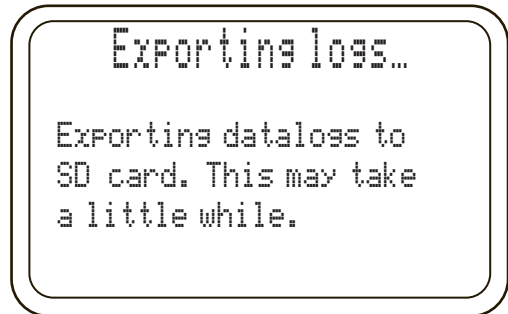 Exporting logs…
Exporting datalogs to
SD card. This may take
a little while.